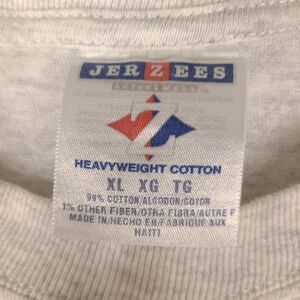 JERZEES
ACTIVEWEAR
Z
HEAVYWEIGHT COTTON
XL XG TG
99% COTTON/ALGODON/COTON
1% OTHER FIBER/OTRA FIBRA/AUTRE F
MADE IN/HECHO EN/FABRIQUE AUX
HAITI